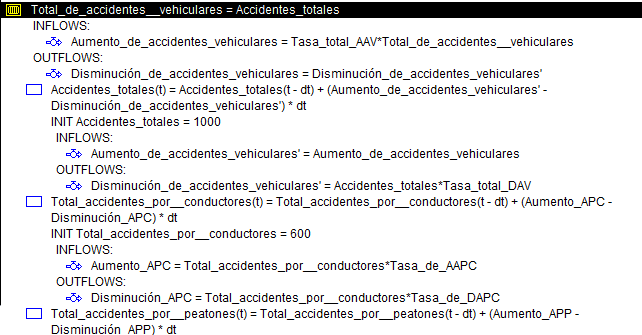 Total_de_accidentes__vehiculares = Accidentes_totales
INFLOWS:
Aumento_de_accidentes_vehiculares = Tasa_total_AAV*Total_de_accidentes__vehiculares
OUTFLOWS:
Disminución_de_accidentes_vehiculares = Disminución_de_accidentes_vehiculares'
Accidentes_totales(t) = Accidentes_totales(t - dt) + (Aumento_de_accidentes_vehiculares' -
Disminución_de_accidentes_vehiculares') * dt
INIT Accidentes_totales = 1000
INFLOWS:
Aumento_de_accidentes_vehiculares' = Aumento_de_accidentes_vehiculares
OUTFLOWS:
Disminución_de_accidentes_vehiculares' = Accidentes_totales*Tasa_total_DAV
Total_accidentes_por__conductores(t) = Total_accidentes_por__conductores(t - dt) + (Aumento_APC -
Disminución_APC) * dt
INIT Total_accidentes_por__conductores = 600
INFLOWS:
Aumento_APC = Total_accidentes_por__conductores*Tasa_de_AAPC
OUTFLOWS:
Disminución_APC = Total_accidentes_por__conductores*Tasa_de_DAPC
Total_accidentes_por__peatones(t) = Total_accidentes_por__peatones(t - dt) + (Aumento_APP -
Disminución_APP) * dt